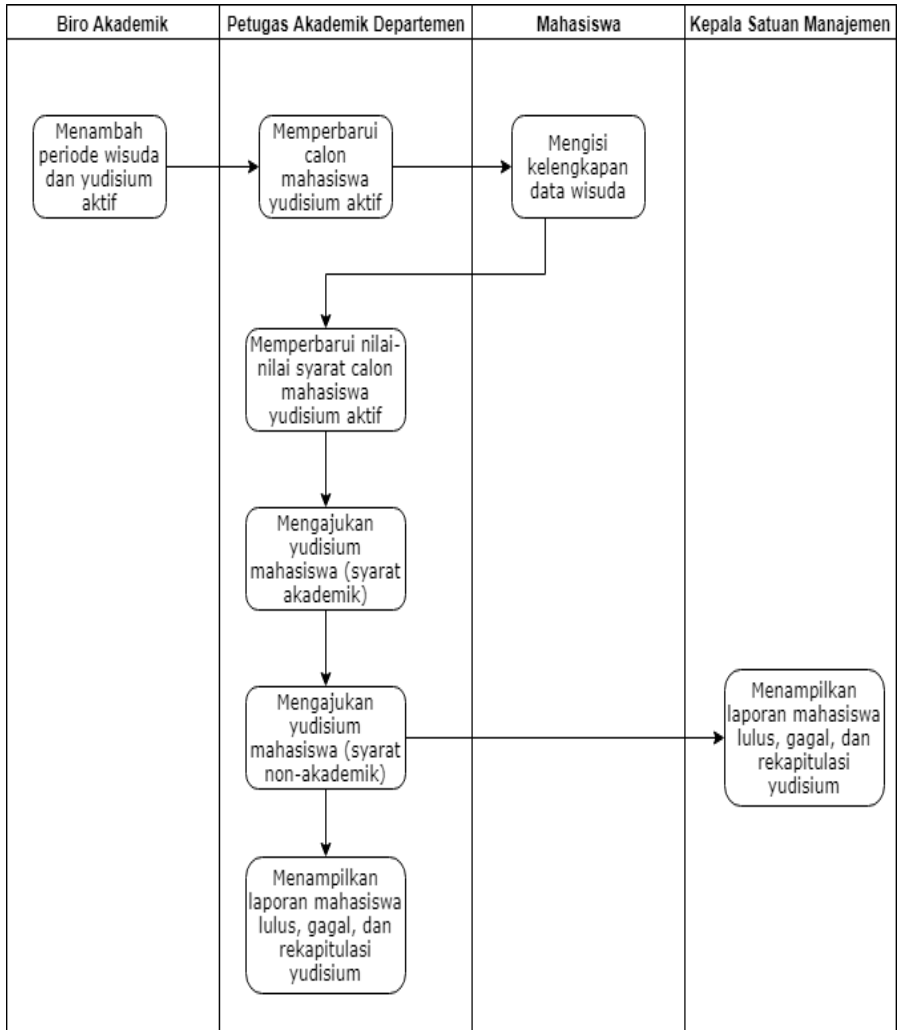 Biro Akademik
Petugas Akademik Departemen
Mahasiswa
Kepala Satuan Manajemen
Menambah
periode wisuda
dan yudisium
aktif
Memperbarui
calon
mahasiswa
yudisium aktif
Mengisi
kelengkapan
data wisuda
Memperbarui nilai-
nilai syarat calon
mahasiswa
yudisium aktif
Mengajukan
yudisium
mahasiswa (syarat
akademik)
Mengajukan
yudisium
mahasiswa (syarat
non-akademik)
Menampilkan
laporan mahasiswa
lulus, gagal, dan
rekapitulasi
yudisium
Menampilkan
laporan mahasiswa
lulus, gagal, dan
rekapitulasi
yudisium